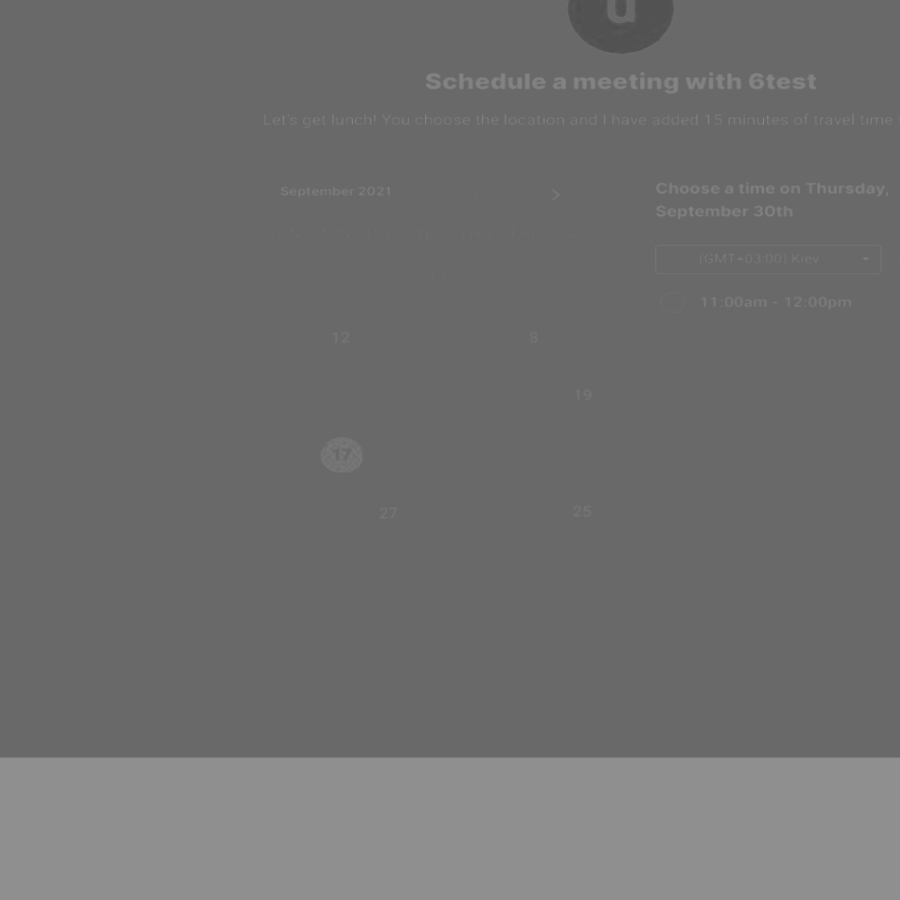 u
Schedule a meeting with 6test
Let's get lunch! You choose the location and I have added 15 minutes of travel time
September 2021
Choose a time on Thursday,
September 30th
(GMT+03:00) Kiev
11:00am - 12:00pm
12 8
19
17
27 25